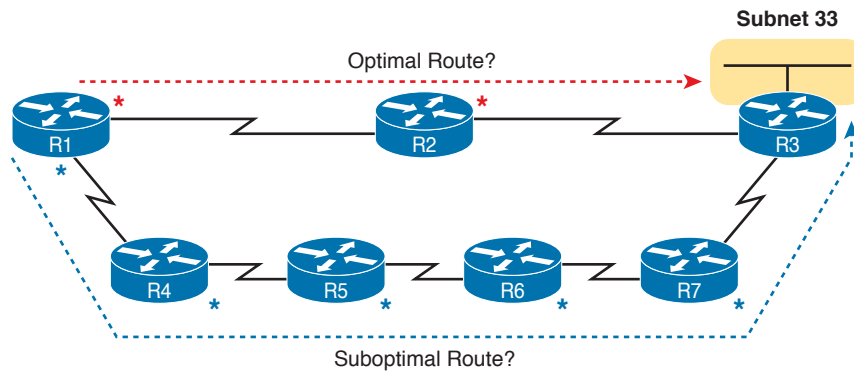 Subnet 33
Optimal Route?
*
*
R1
R2
R3
*
R4
R5
R6
R7
*
*
*
*
Suboptimal Route?